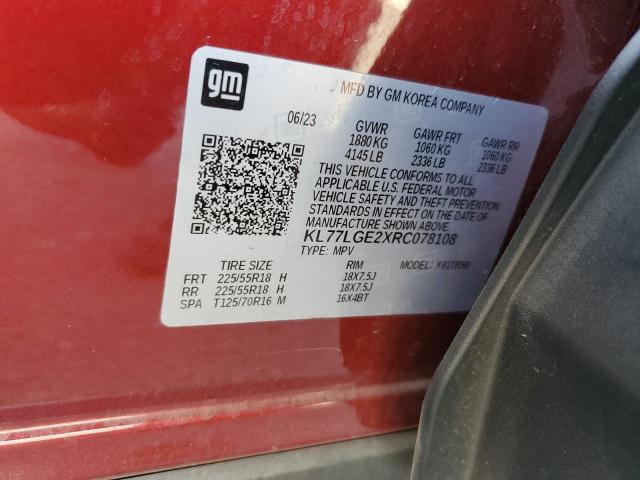 gm
MFD BY GM KOREA COMPANY
06/23
GVWR GAWR FRT GAWR RR
1880 KG 1060 KG 1060 KG
4145 LB 2336 LB 2336 LB
THIS VEHICLE CONFORMS TO ALL
APPLICABLE U.S. FEDERAL MOTOR
VEHICLE SAFETY AND THEFT PREVENTION
STANDARDS IN EFFECT ON THE DATE OF
MANUFACTURE SHOWN ABOVE.
KL77LGE2XRC078108
TYPE: MPV
TIRE SIZE RIM MODEL:
FRT 225/55R18 H 18X7.5J
RR 225/55R18 H 18X7.5J
SPA T125/70R16 M 16X4BT